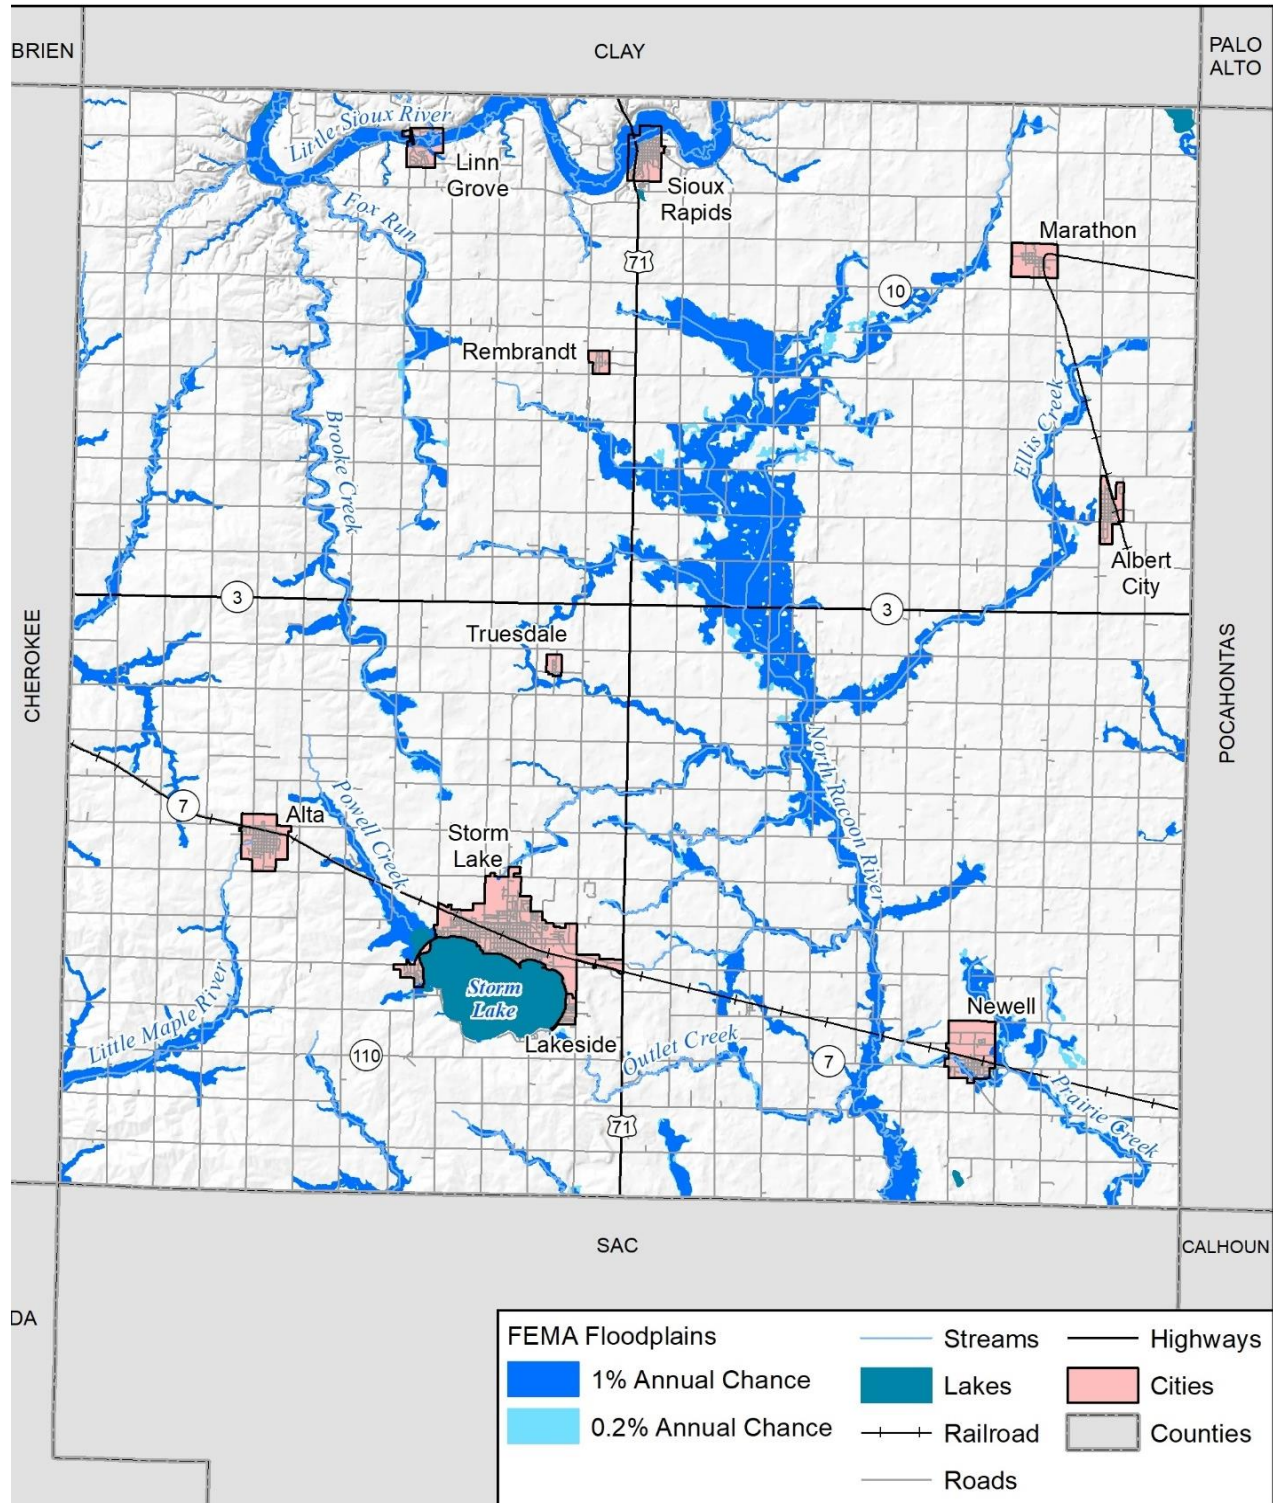 BRIEN
CLAY
PALO
ALTO
Little Sioux River
Linn
Grove
Sioux
Rapids
Fox Run
Marathon
71
10
Rembrandt
Ellis Creek
Brooke Creek
Albert
City
3
3
Truesdale
CHEROKEE
POCAHONTAS
North Racoon River
7
Alta
Powell Creek
Storm
Lake
Storm
Lake
Little Maple River
Newell
Lakeside
Outlet Creek
110
7
Prairie Creek
71
SAC
CALHOUN
DA
FEMA Floodplains
1% Annual Chance
0.2% Annual Chance
Streams
Lakes
Railroad
Roads
Highways
Cities
Counties